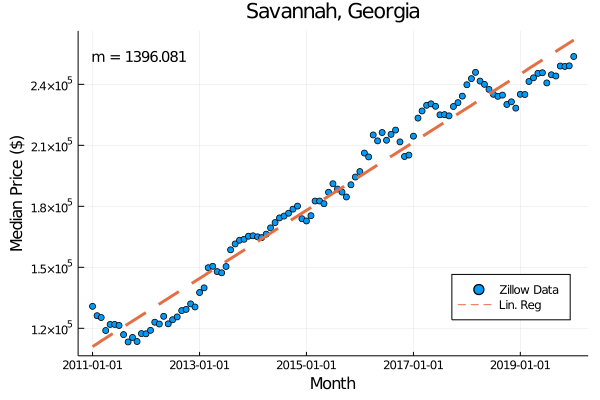 Savannah, Georgia
m = 1396.081
Median Price ($)
2.4×10⁵
2.1×10⁵
1.8×10⁵
1.5×10⁵
1.2×10⁵
Zillow Data
Lin. Reg
2011-01-01 2013-01-01 2015-01-01 2017-01-01 2019-01-01
Month